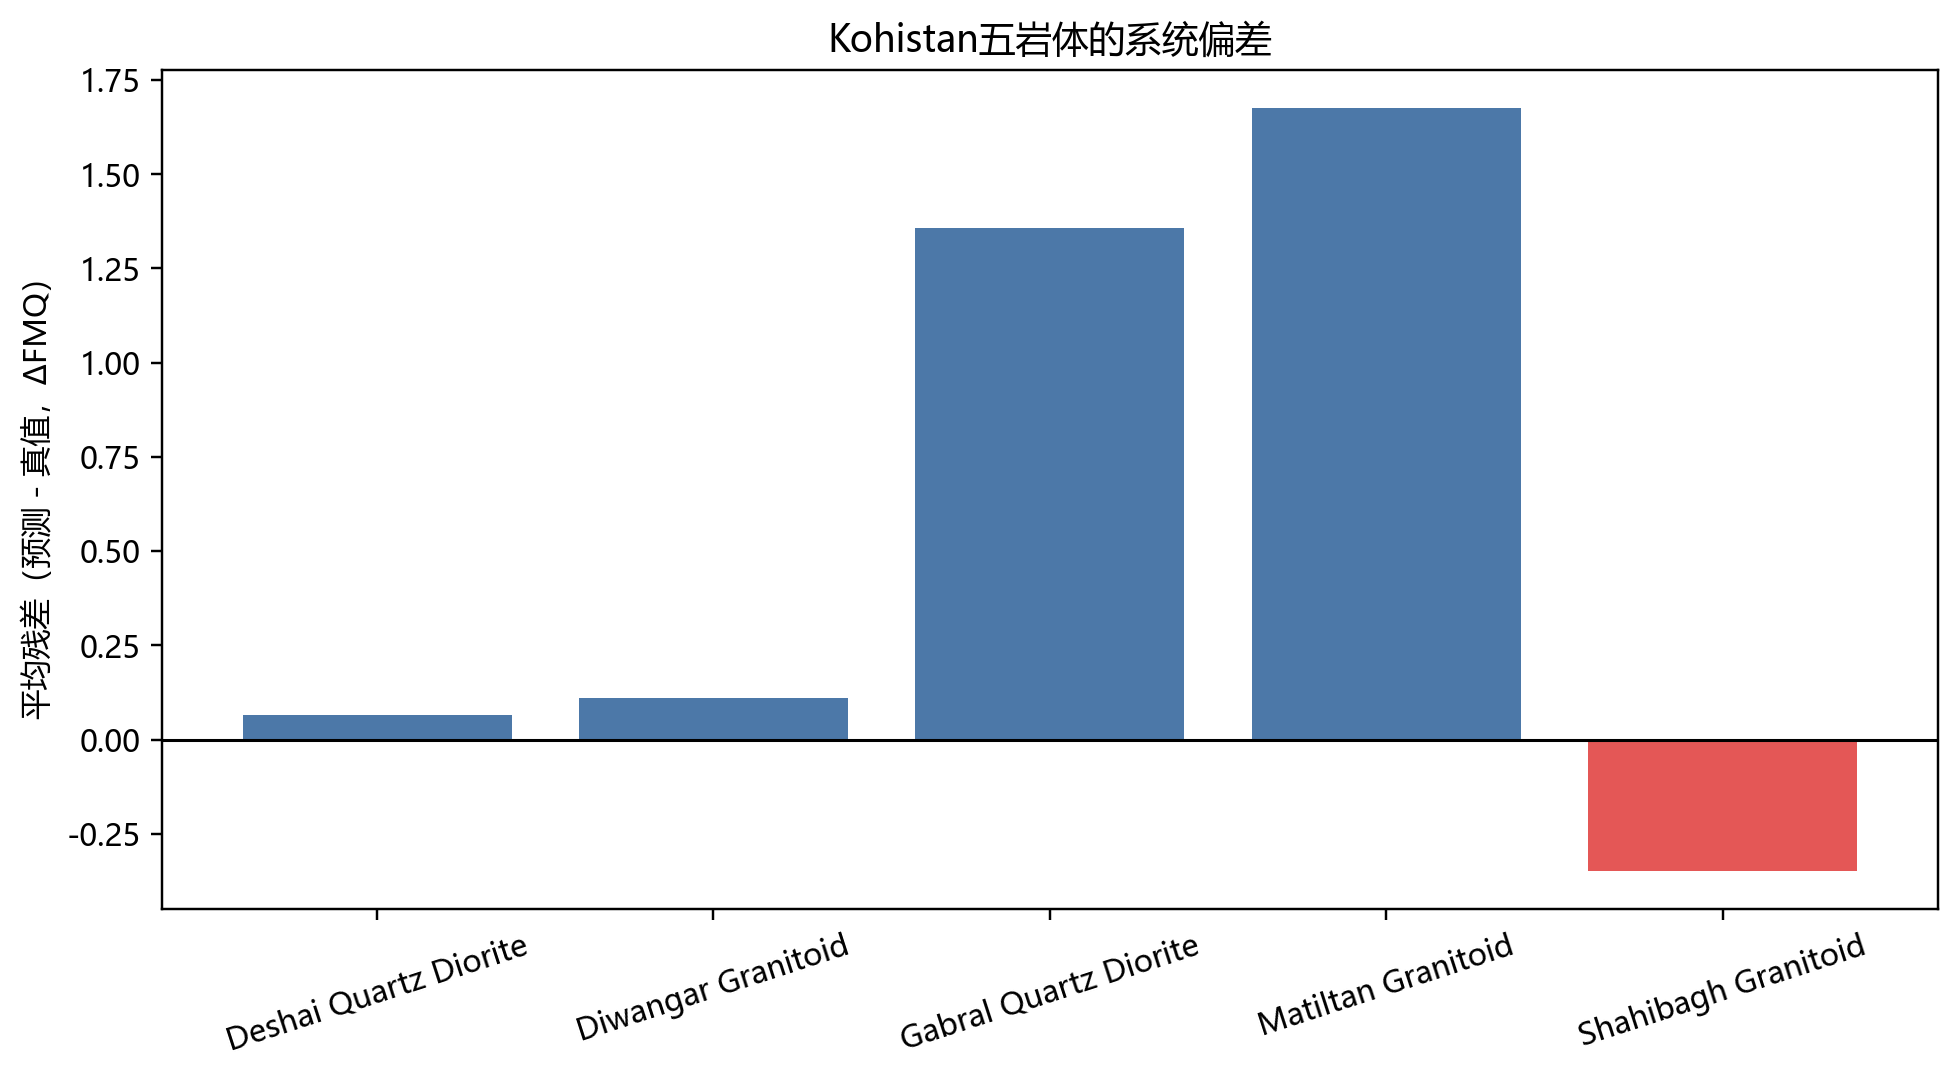 Kohistan五岩体的系统偏差
平均残差（预测 - 真值，ΔFMQ）
1.75
1.50
1.25
1.00
0.75
0.50
0.25
0.00
-0.25
Deshai Quartz Diorite
Diwangar Granitoid
Gabral Quartz Diorite
Matiltan Granitoid
Shahibagh Granitoid